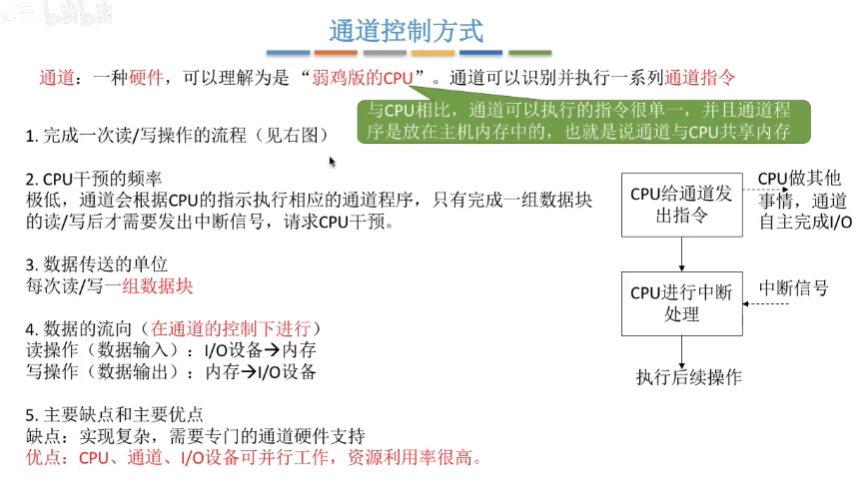 通道控制方式
通道：一种硬件，可以理解为是 “弱鸡版的CPU”。通道可以识别并执行一系列通道指令
与CPU相比，通道可以执行的指令很单一，并且通道程
序是放在主机内存中的，也就是说通道与CPU共享内存
1. 完成一次读/写操作的流程（见右图）
2. CPU干预的频率
极低，通道会根据CPU的指示执行相应的通道程序，只有完成一组数据块
的读/写后才需要发出中断信号，请求CPU干预。
3. 数据传送的单位
每次读/写一组数据块
4. 数据的流向（在通道的控制下进行）
读操作（数据输入）：I/O设备→内存
写操作（数据输出）：内存→I/O设备
5. 主要缺点和主要优点
缺点：实现复杂，需要专门的通道硬件支持
优点：CPU、通道、I/O设备可并行工作，资源利用率很高。
CPU给通道发
出指令
CPU做其他
事情，通道
自主完成I/O
CPU进行中断
处理
中断信号
执行后续操作